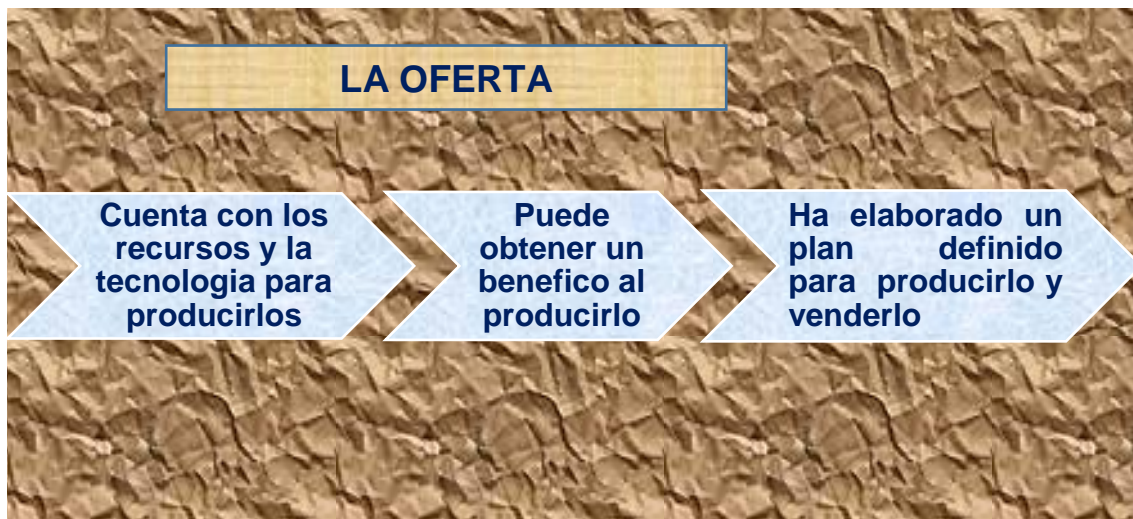 LA OFERTA
Cuenta con los
recursos y la
tecnologia para
producirlos
Puede
obtener un
benefico al
producirlo
Ha elaborado un
plan definido
para producirlo y
venderlo